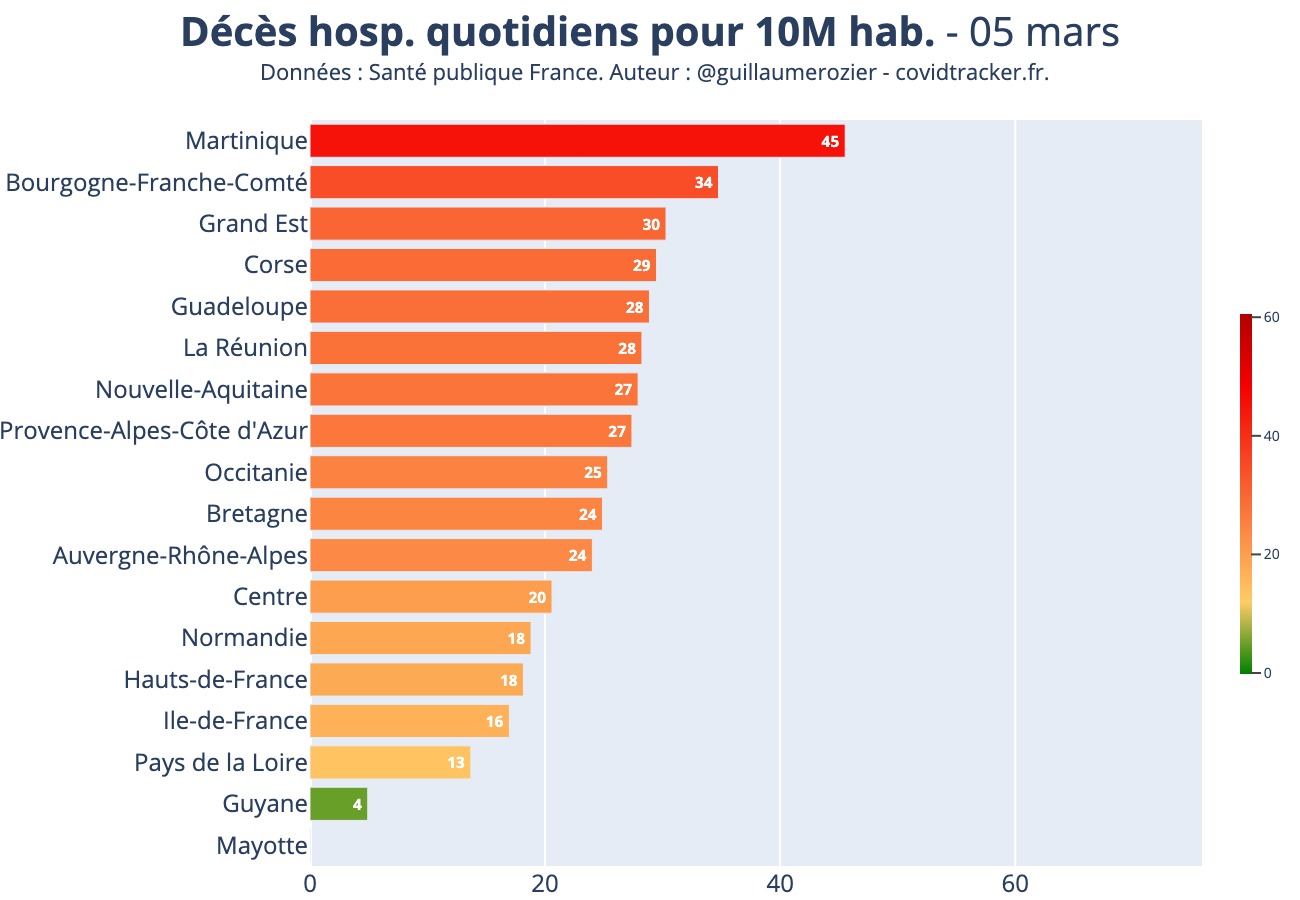 Décès hosp. quotidiens pour 10M hab. - 05 mars
Données : Santé publique France. Auteur : @guillaumerozier - covidtracker.fr.
Martinique 45
Bourgogne-Franche-Comté 34
Grand Est 30
Corse 29
Guadeloupe 28
La Réunion 28
Nouvelle-Aquitaine 27
Provence-Alpes-Côte d'Azur 27
Occitanie 25
Bretagne 24
Auvergne-Rhône-Alpes 24
Centre 20
Normandie 18
Hauts-de-France 18
Ile-de-France 16
Pays de la Loire 13
Guyane 4
Mayotte
0 20 40 60
60
40
20
0